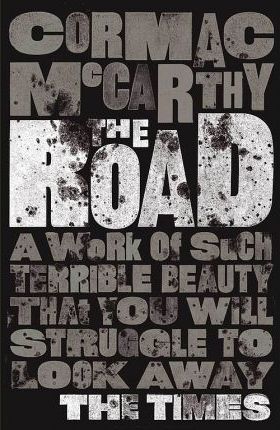 CORMAC
McCARTHY
THE
ROAD
A WORK OF SUCH
TERRIBLE BEAUTY
THAT YOU WILL
STRUGGLE TO
LOOK AWAY
THE TIMES